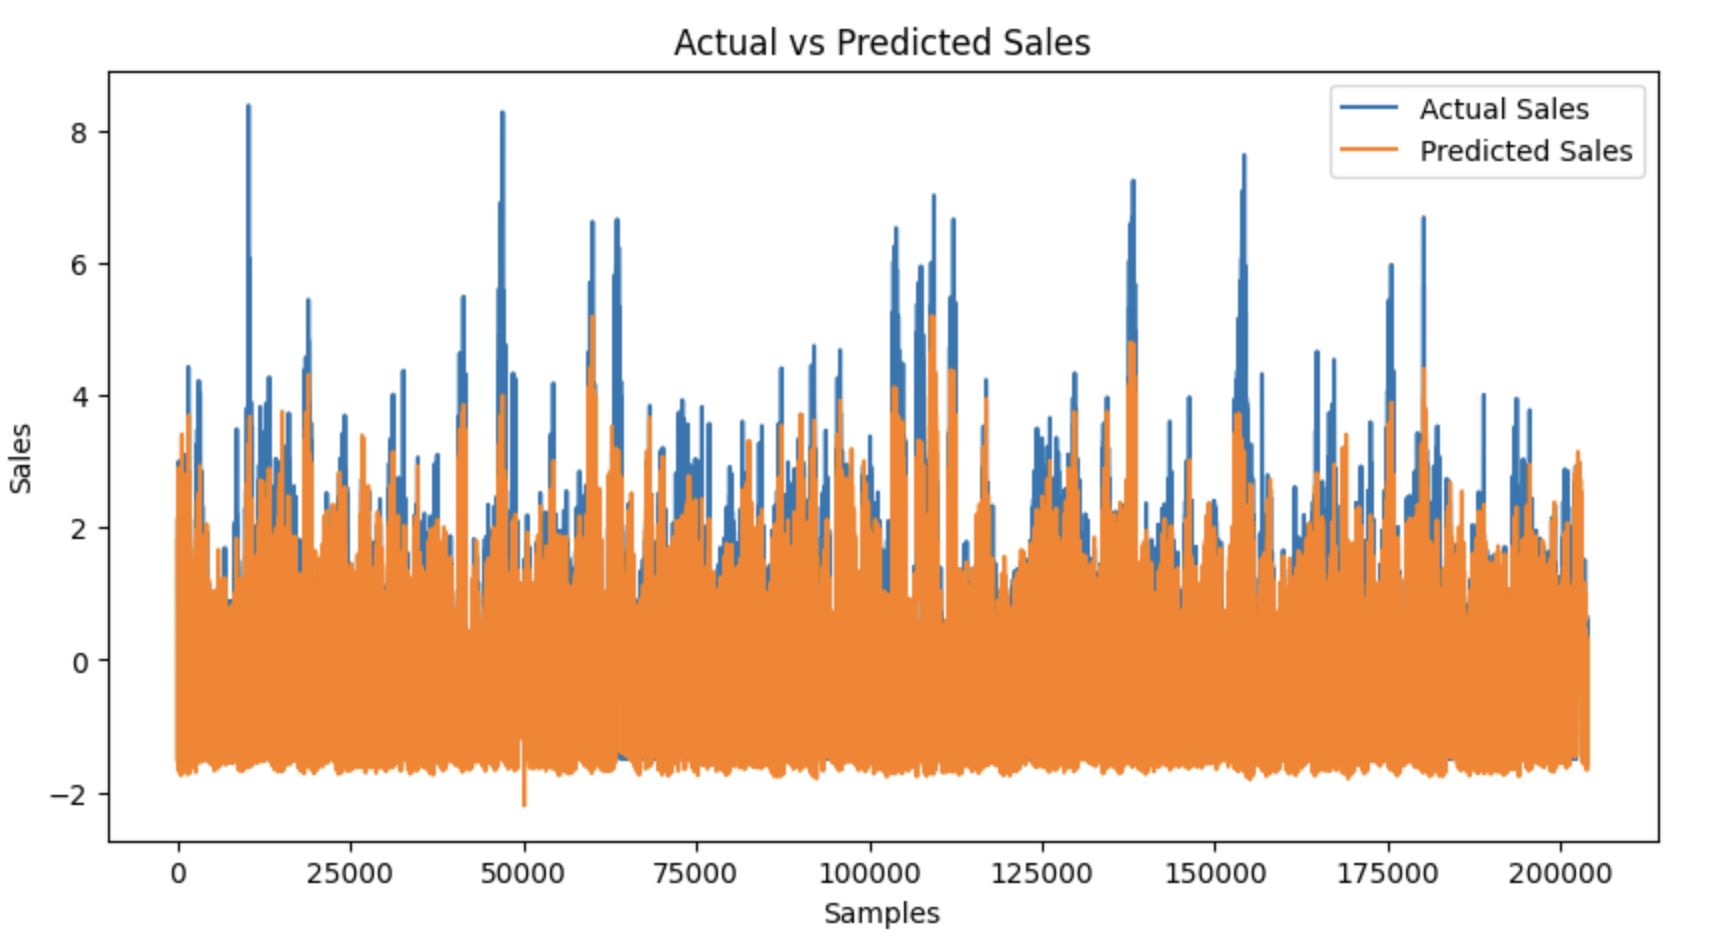 Actual vs Predicted Sales
Actual Sales
Predicted Sales
8
6
4
2
0
−2
Sales
0 25000 50000 75000 100000 125000 150000 175000 200000
Samples